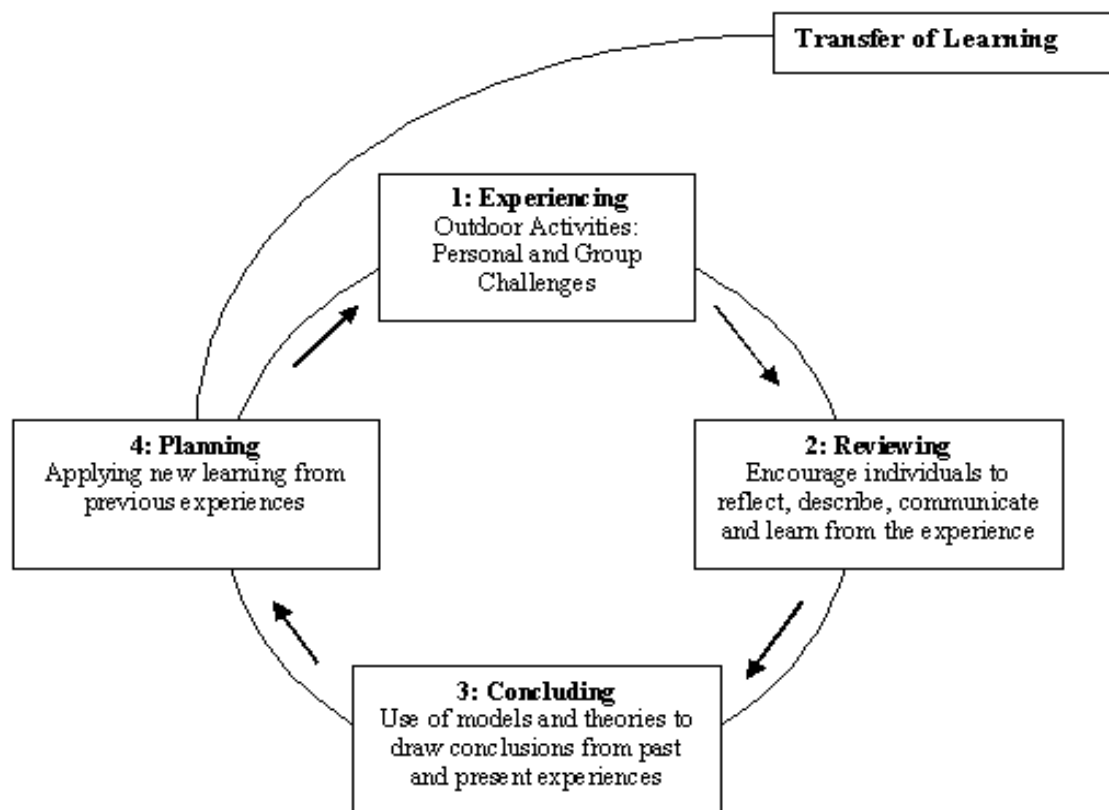 Transfer of Learning
1: Experiencing
Outdoor Activities:
Personal and Group
Challenges
4: Planning
Applying new learning from
previous experiences
2: Reviewing
Encourage individuals to
reflect, describe, communicate
and learn from the experience
3: Concluding
Use of models and theories to
draw conclusions from past
and present experiences